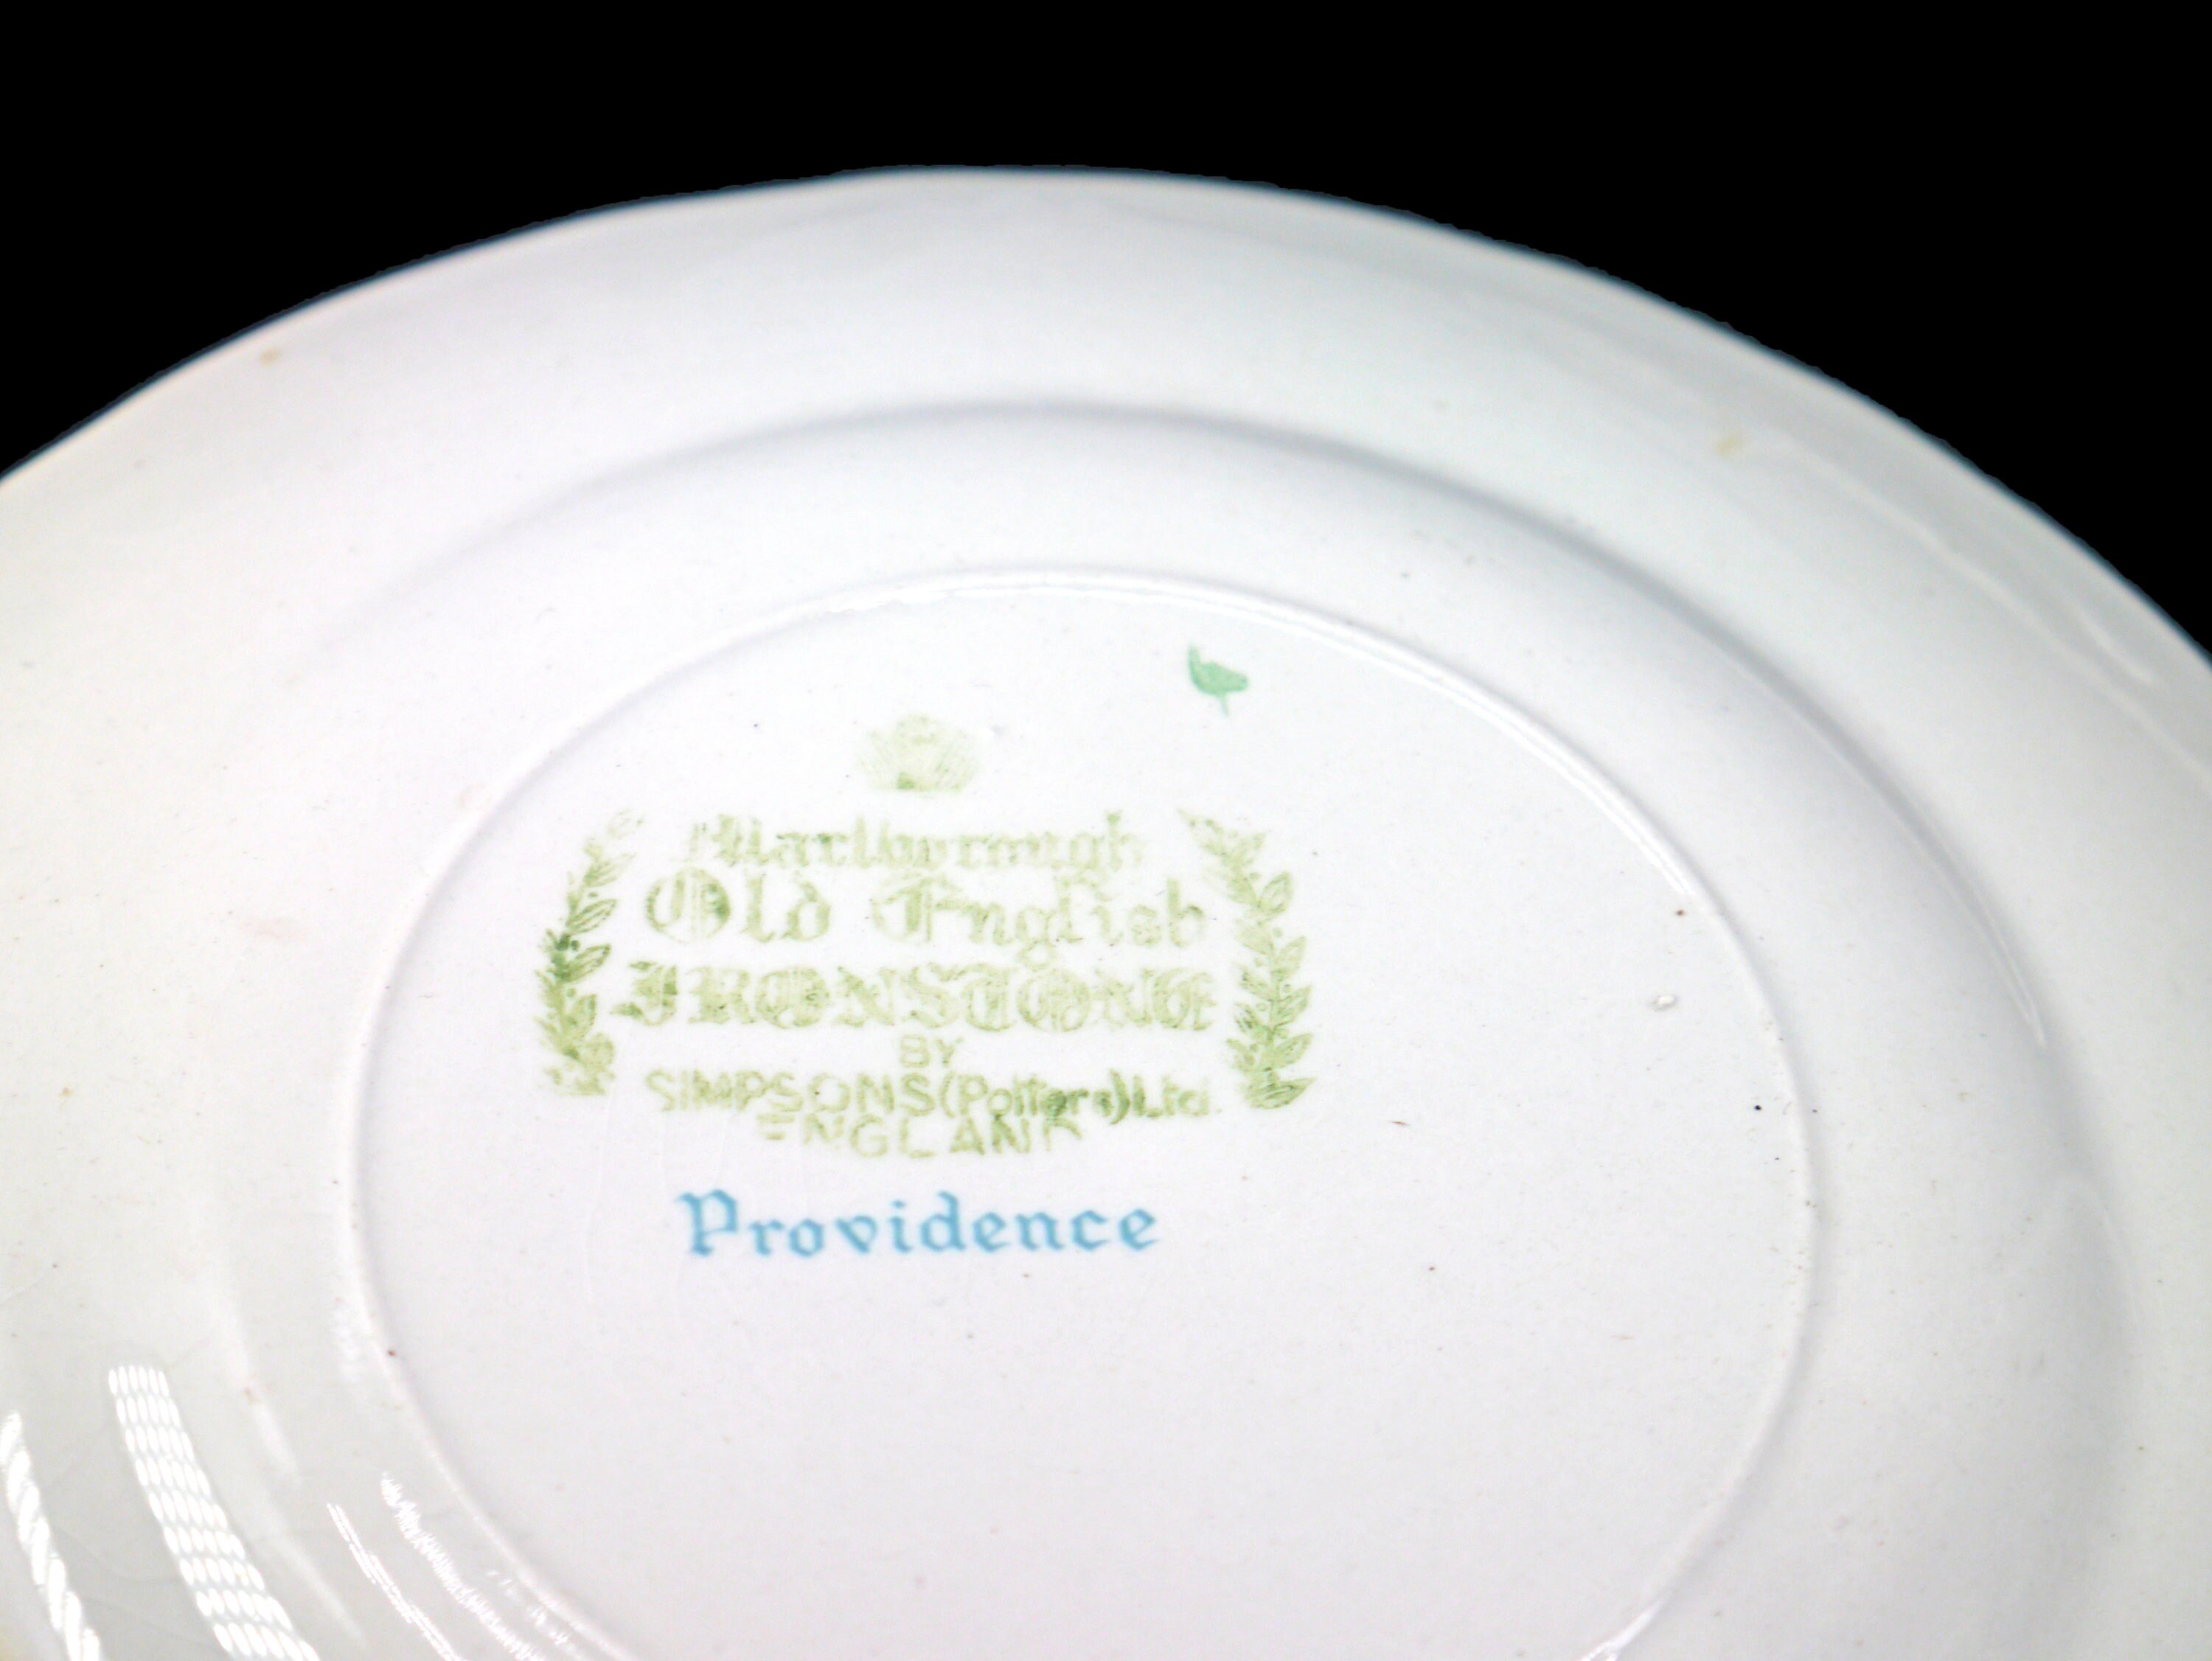 Marlborough
Old English
IRONSTONE
BY
SIMPSONS (Potters) Ltd.
ENGLAND
Providence